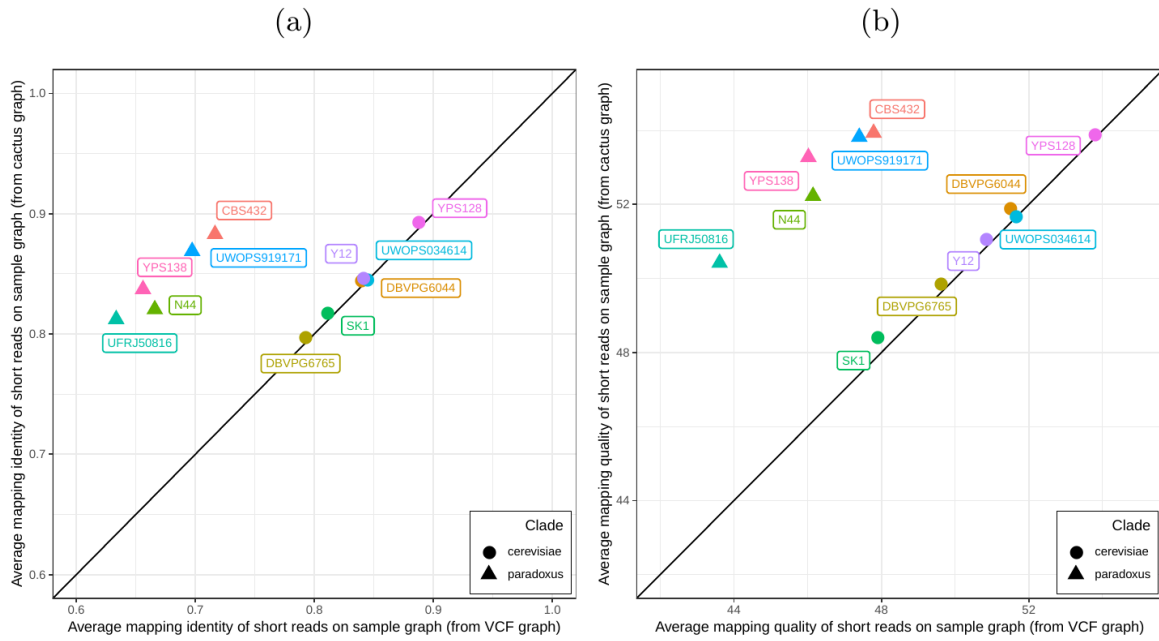 (a)
(b)
Average mapping identity of short reads on sample graph (from cactus graph)
1.0
0.9
0.8
0.7
0.6
CBS432
YPS128
Y12
UWOPS034614
UWOPS919171
YPS138
DBVPG6044
N44
SK1
UFRJ50816
DBVPG6765
Clade
cerevisiae
paradoxus
0.6
0.7
0.8
0.9
1.0
Average mapping identity of short reads on sample graph (from VCF graph)
Average mapping quality of short reads on sample graph (from cactus graph)
52
48
44
CBS432
YPS128
UWOPS919171
YPS138
DBVPG6044
N44
UFRJ50816
UWOPS034614
Y12
DBVPG6765
SK1
Clade
cerevisiae
paradoxus
44
48
52
Average mapping quality of short reads on sample graph (from VCF graph)